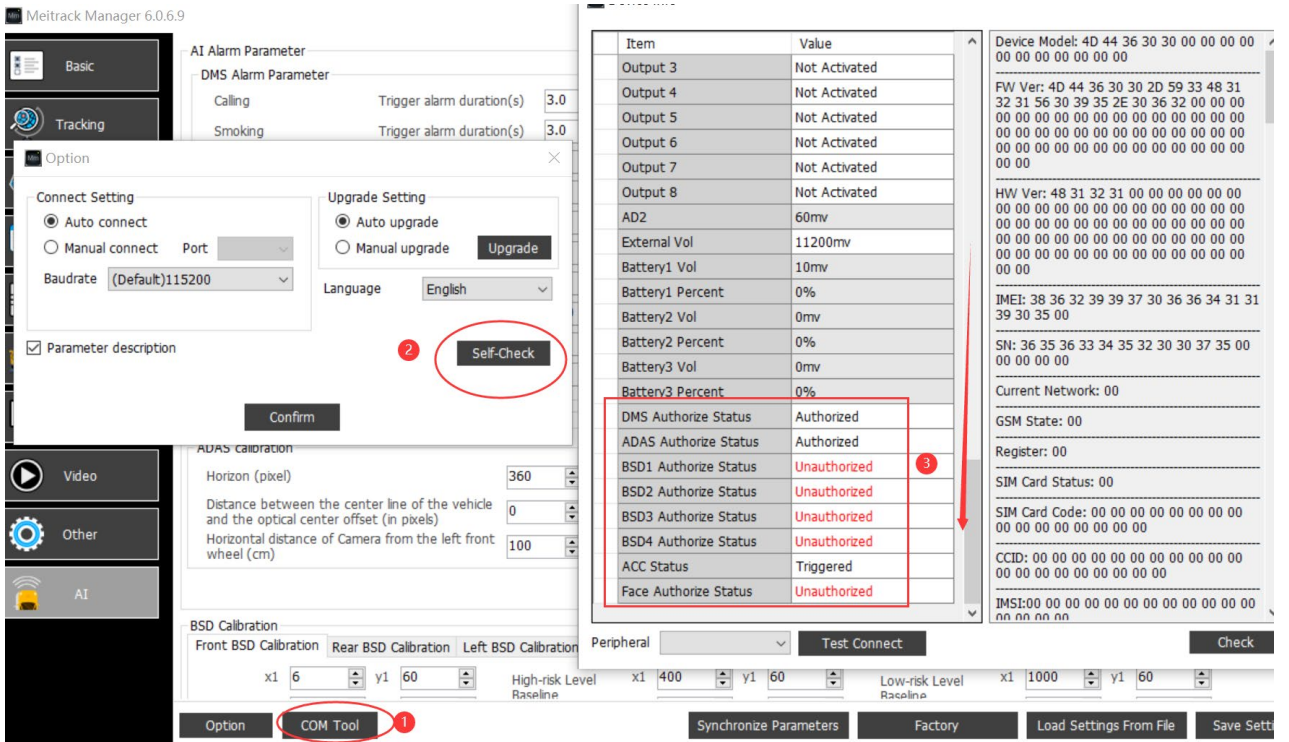 Meitrack Manager 6.0.6.9
Basic
Tracking
Video
Other
AI
AI Alarm Parameter
DMS Alarm Parameter
Calling Trigger alarm duration(s) 3.0
Smoking Trigger alarm duration(s) 3.0
Option
Connect Setting
Auto connect
Manual connect Port
Baudrate (Default)115200
Upgrade Setting
Auto upgrade
Manual upgrade Upgrade
Language English
Parameter description
2
Self-Check
Confirm
ADAS calibration
Horizon (pixel) 360
Distance between the center line of the vehicle
and the optical center offset (in pixels) 0
Horizontal distance of Camera from the left front
wheel (cm) 100
BSD Calibration
Front BSD Calibration Rear BSD Calibration Left BSD Calibration
x1 6 y1 60 High-risk Level x1 400 y1 60 Low-risk Level x1 1000 y1 60
Baseline Baseline
Option COM Tool 1 Synchronize Parameters Factory Load Settings From File Save Setti
Item Value
Output 3 Not Activated
Output 4 Not Activated
Output 5 Not Activated
Output 6 Not Activated
Output 7 Not Activated
Output 8 Not Activated
AD2 60mv
External Vol 11200mv
Battery1 Vol 10mv
Battery1 Percent 0%
Battery2 Vol 0mv
Battery2 Percent 0%
Battery3 Vol 0mv
Battery3 Percent 0%
DMS Authorize Status Authorized
ADAS Authorize Status Authorized
BSD1 Authorize Status Unauthorized
3
BSD2 Authorize Status Unauthorized
BSD3 Authorize Status Unauthorized
BSD4 Authorize Status Unauthorized
ACC Status Triggered
Face Authorize Status Unauthorized
Peripheral Test Connect Check
Device Model: 4D 44 36 30 30 00 00 00 00
00 00 00 00 00 00 00
FW Ver: 4D 44 36 30 30 2D 59 33 48 31
32 31 56 30 39 35 2E 30 36 32 00 00 00
00 00 00 00 00 00 00 00 00 00 00 00 00
00 00 00 00 00 00 00 00 00 00 00 00 00
00 00 00 00 00 00 00 00 00 00 00 00 00
00 00
HW Ver: 48 31 32 31 00 00 00 00 00 00
00 00 00 00 00 00 00 00 00 00 00 00 00
00 00 00 00 00 00 00 00 00 00 00 00 00
00 00 00 00 00 00 00 00 00 00 00 00 00
00 00 00 00 00 00 00 00 00 00 00 00 00
00 00
IMEI: 38 36 32 39 39 37 30 36 36 34 31 31
39 30 35 00
SN: 36 35 36 33 34 35 32 30 30 37 35 00
00 00 00 00
Current Network: 00
GSM State: 00
Register: 00
SIM Card Status: 00
SIM Card Code: 00 00 00 00 00 00 00 00
00 00 00 00 00 00 00 00
CCID: 00 00 00 00 00 00 00 00 00 00 00
00 00 00 00 00 00 00 00 00
IMSI:00 00 00 00 00 00 00 00 00 00 00 00